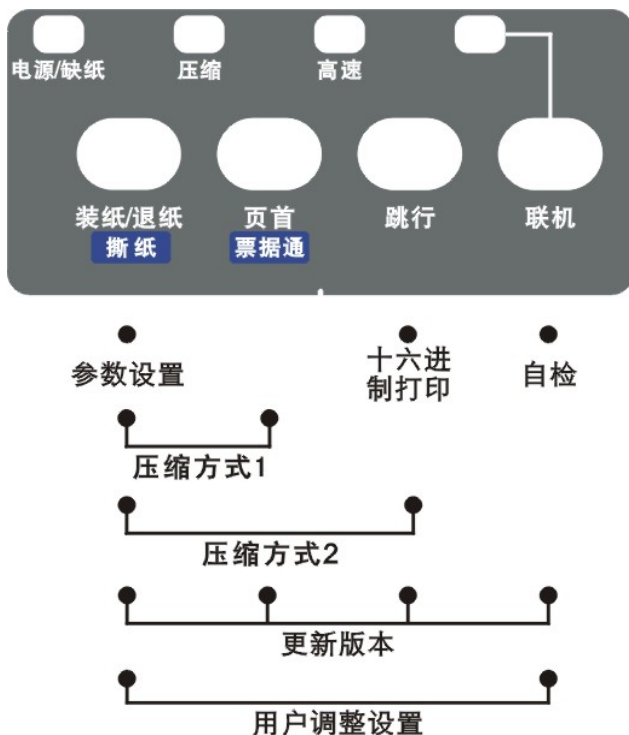 电源/缺纸 压缩 高速
装纸/退纸 页首 跳行 联机
撕纸 票据通
参数设置 十六进制打印 自检
压缩方式1
压缩方式2
更新版本
用户调整设置